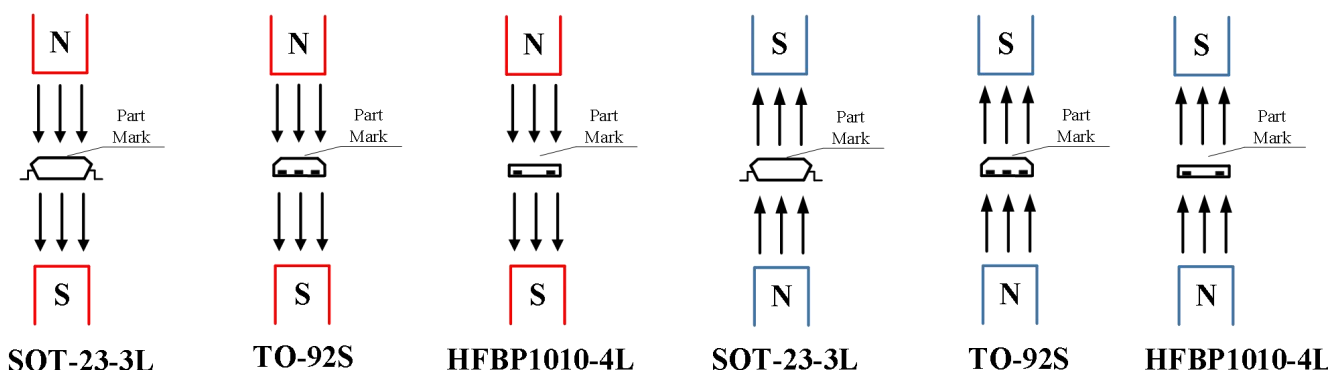 N
N
N
S
S
S
Part
Mark
Part
Mark
Part
Mark
Part
Mark
Part
Mark
Part
Mark
S
S
S
N
N
N
SOT-23-3L
TO-92S
HFBP1010-4L
SOT-23-3L
TO-92S
HFBP1010-4L